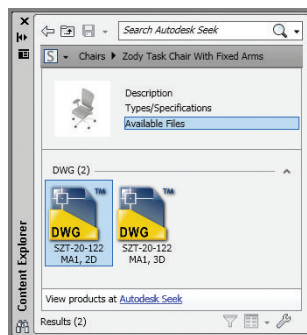 Search Autodesk Seek
S Chairs Zody Task Chair With Fixed Arms
Description
Types/Specifications
Available Files
DWG (2)
TM
DWG
SZT-20-122
MA1, 2D
TM
DWG
SZT-20-122
MA1, 3D
View products at Autodesk Seek
Results (2)
Content Explorer